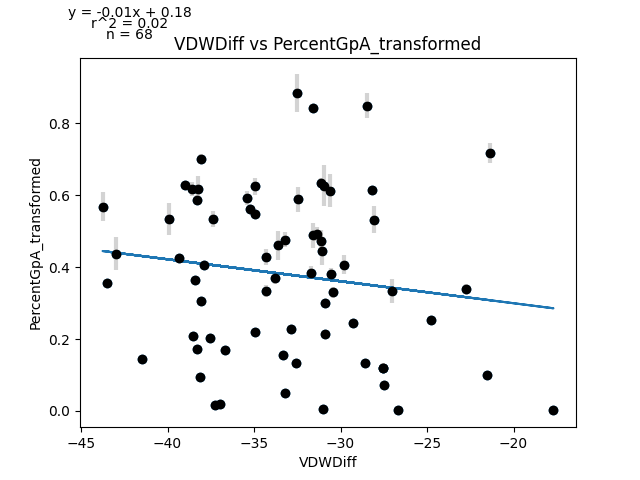 y = -0.01x + 0.18
r^2 = 0.02
n = 68
VDWDiff vs PercentGpA_transformed
PercentGpA_transformed
0.8
0.6
0.4
0.2
0.0
−45
−40
−35
−30
−25
−20
VDWDiff